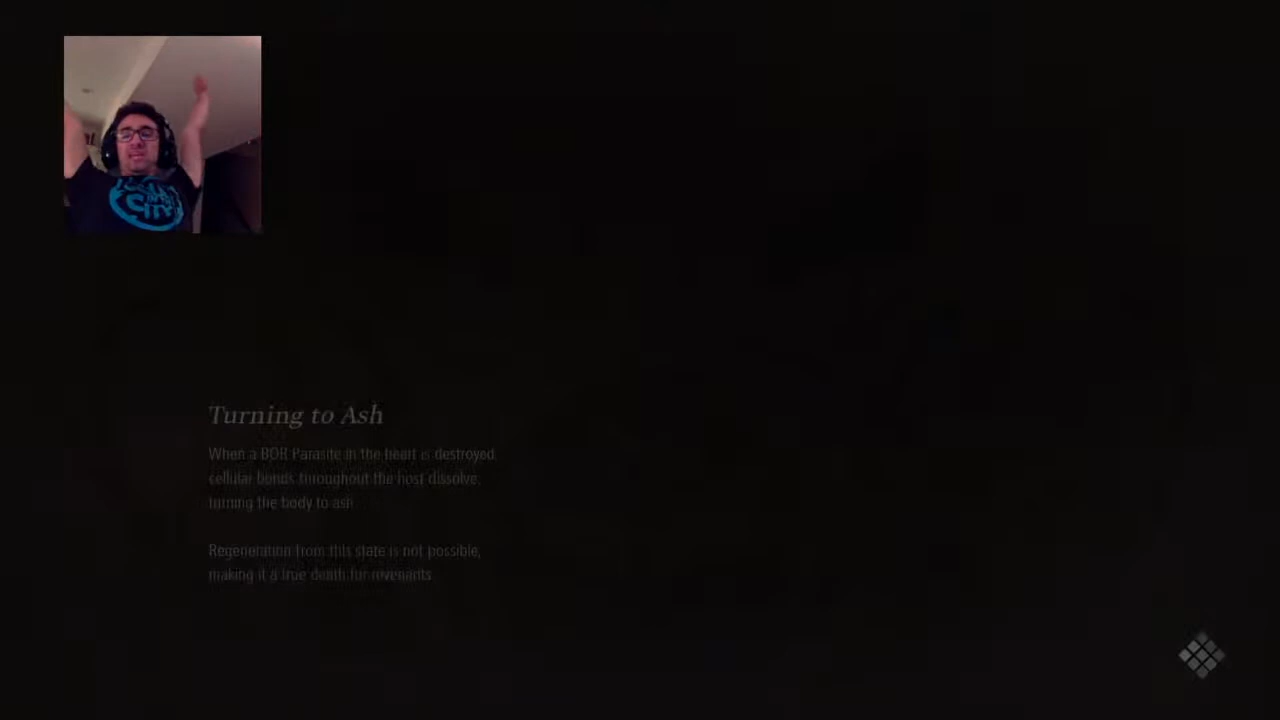 CITY
Turning to Ash
When a BOR Parasite in the heart is destroyed,
cellular bonds throughout the host dissolve,
turning the body to ash.
Regeneration from this state is not possible,
making it a true death for revenants.